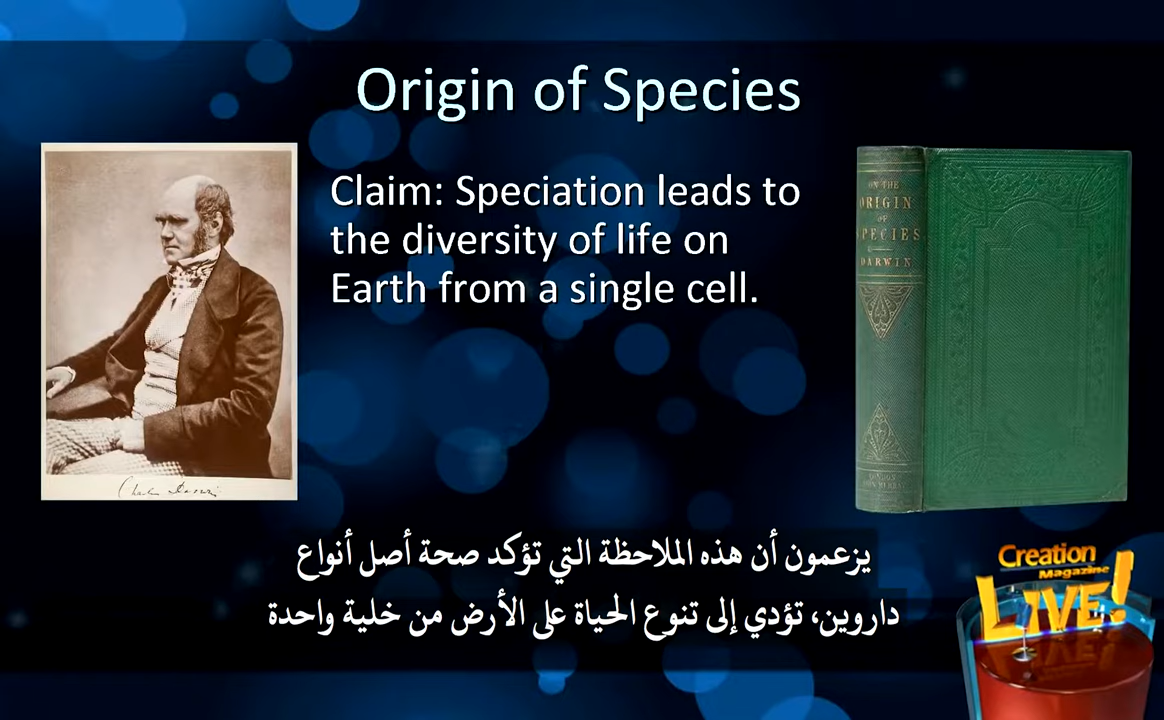 Origin of Species
Claim: Speciation leads to
the diversity of life on
Earth from a single cell.
ON THE
ORIGIN
OF
SPECIES
DARWIN
LONDON
يزعمون أن هذه الملاحظة التي تؤكد صحة أصل أنواع
داروين، تؤدي إلى تنوع الحياة على الأرض من خلية واحدة
Creation
Magazine
LIVE!